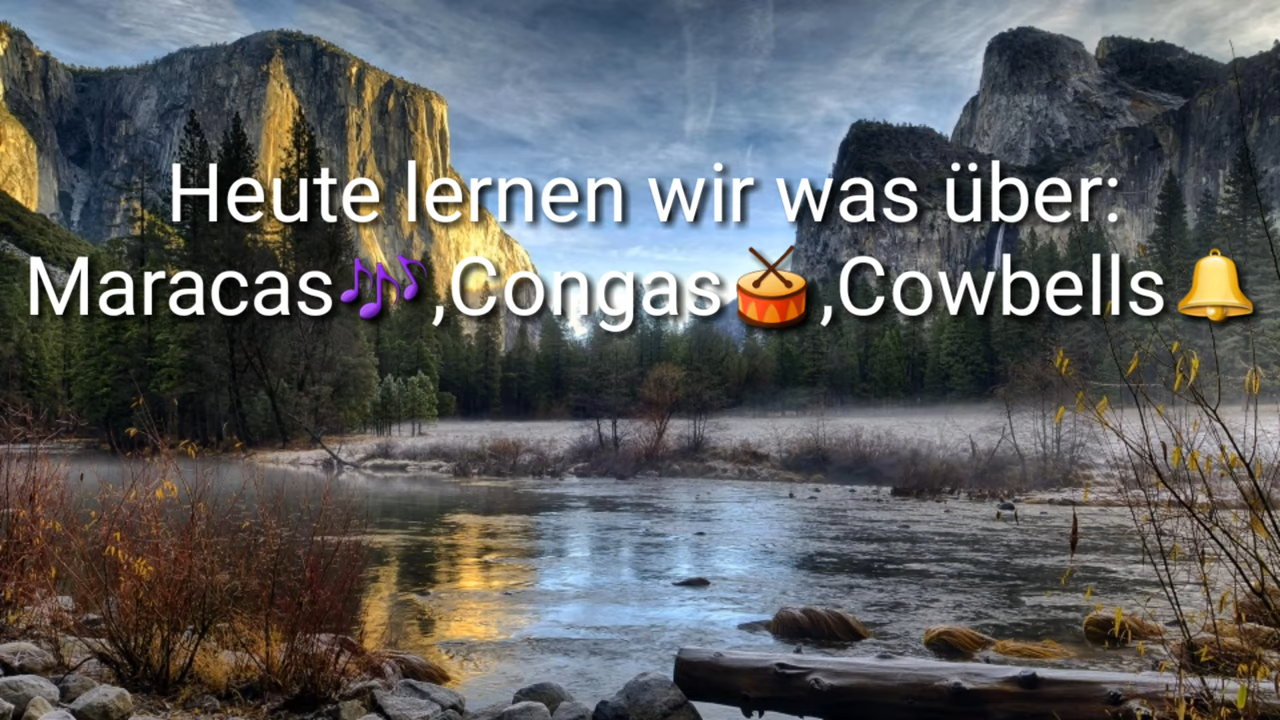 Heute lernen wir was über:
Maracas🎶,Congas🥁,Cowbells🔔